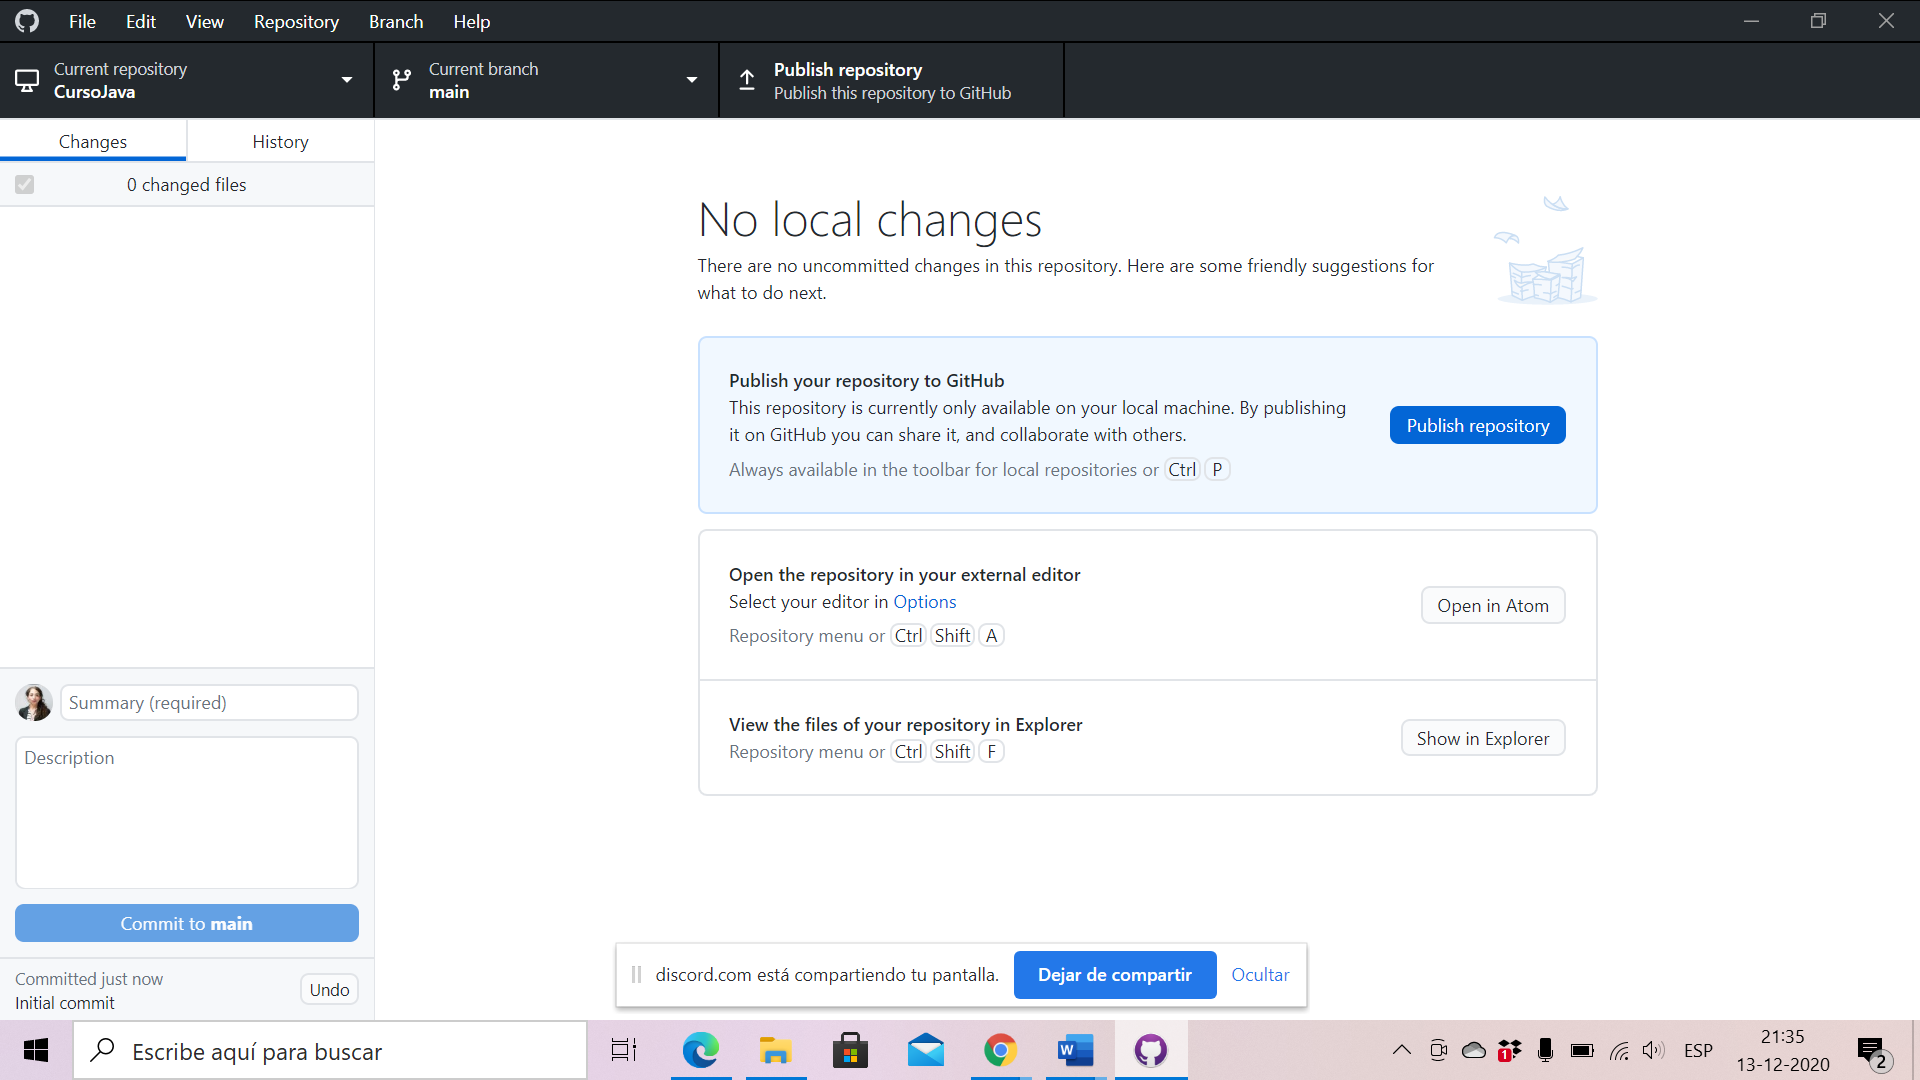 File Edit View Repository Branch Help
Current repository
CursoJava
Current branch
main
Publish repository
Publish this repository to GitHub
Changes History
0 changed files
No local changes
There are no uncommitted changes in this repository. Here are some friendly suggestions for
what to do next.
Publish your repository to GitHub
This repository is currently only available on your local machine. By publishing
it on GitHub you can share it, and collaborate with others.
Publish repository
Always available in the toolbar for local repositories or Ctrl P
Open the repository in your external editor
Select your editor in Options
Open in Atom
Repository menu or Ctrl Shift A
View the files of your repository in Explorer
Repository menu or Ctrl Shift F
Show in Explorer
Summary (required)
Description
Commit to main
Committed just now
Initial commit
Undo
discord.com está compartiendo tu pantalla. Dejar de compartir Ocultar
Escribe aquí para buscar
W
1
ESP
21:35
13-12-2020
2